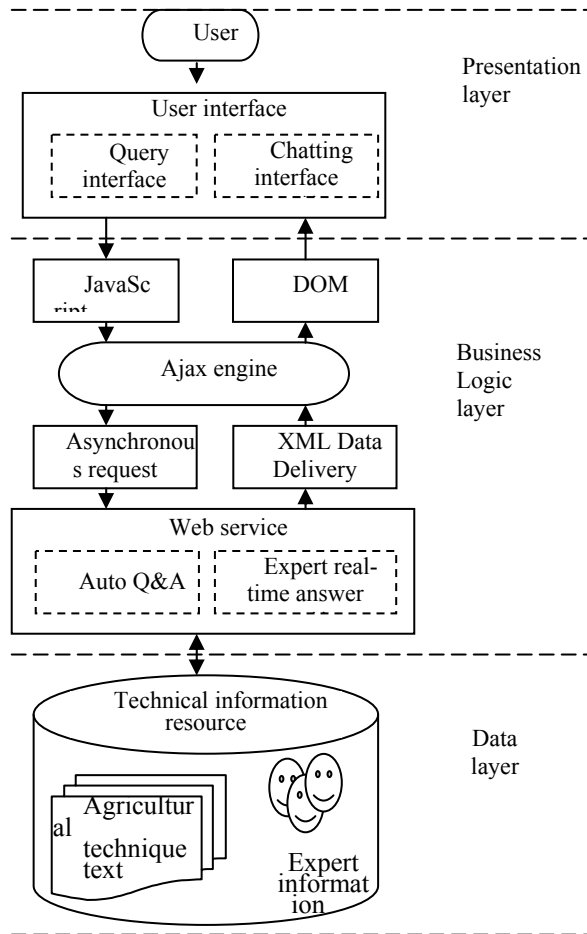 User
Presentation
layer
User interface
Query
interface
Chatting
interface
JavaSc
ript
DOM
Ajax engine
Business
Logic
layer
Asynchronou
s request
XML Data
Delivery
Web service
Auto Q&A
Expert real-
time answer
Technical information
resource
Data
layer
Agricultur
al
technique
text
Expert
informat
ion